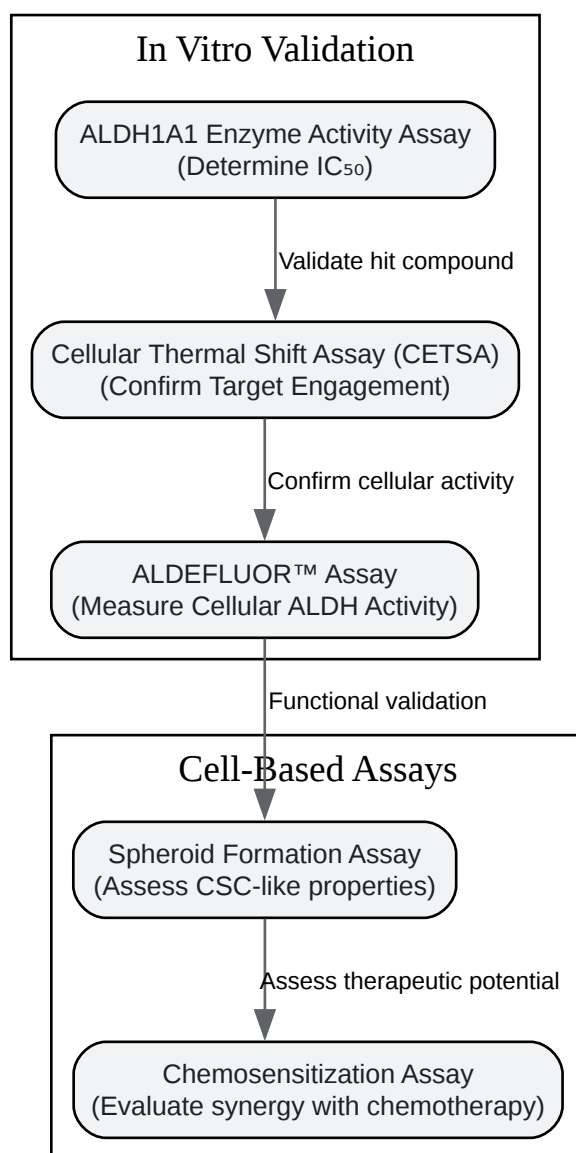 In Vitro Validation
ALDH1A1 Enzyme Activity Assay
(Determine IC₅₀)
Validate hit compound
Cellular Thermal Shift Assay (CETSA)
(Confirm Target Engagement)
Confirm cellular activity
ALDEFLUOR™ Assay
(Measure Cellular ALDH Activity)
Functional validation
Cell-Based Assays
Spheroid Formation Assay
(Assess CSC-like properties)
Assess therapeutic potential
Chemosensitization Assay
(Evaluate synergy with chemotherapy)